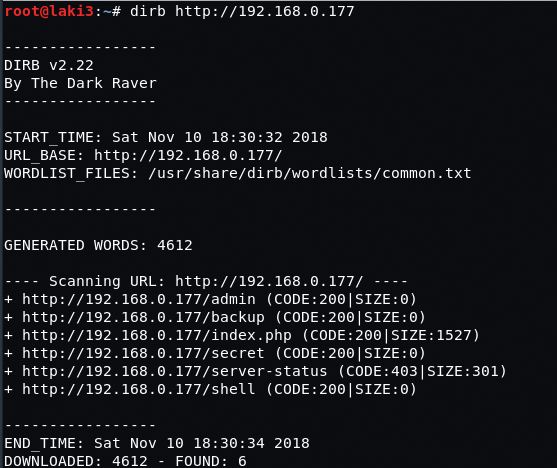 root@laki3:~# dirb http://192.168.0.177
-----------------
DIRB v2.22
By The Dark Raver
-----------------
START_TIME: Sat Nov 10 18:30:32 2018
URL_BASE: http://192.168.0.177/
WORDLIST_FILES: /usr/share/dirb/wordlists/common.txt
-----------------
GENERATED WORDS: 4612
---- Scanning URL: http://192.168.0.177/ ----
+ http://192.168.0.177/admin (CODE:200|SIZE:0)
+ http://192.168.0.177/backup (CODE:200|SIZE:0)
+ http://192.168.0.177/index.php (CODE:200|SIZE:1527)
+ http://192.168.0.177/secret (CODE:200|SIZE:0)
+ http://192.168.0.177/server-status (CODE:403|SIZE:301)
+ http://192.168.0.177/shell (CODE:200|SIZE:0)
-----------------
END_TIME: Sat Nov 10 18:30:34 2018
DOWNLOADED: 4612 - FOUND: 6